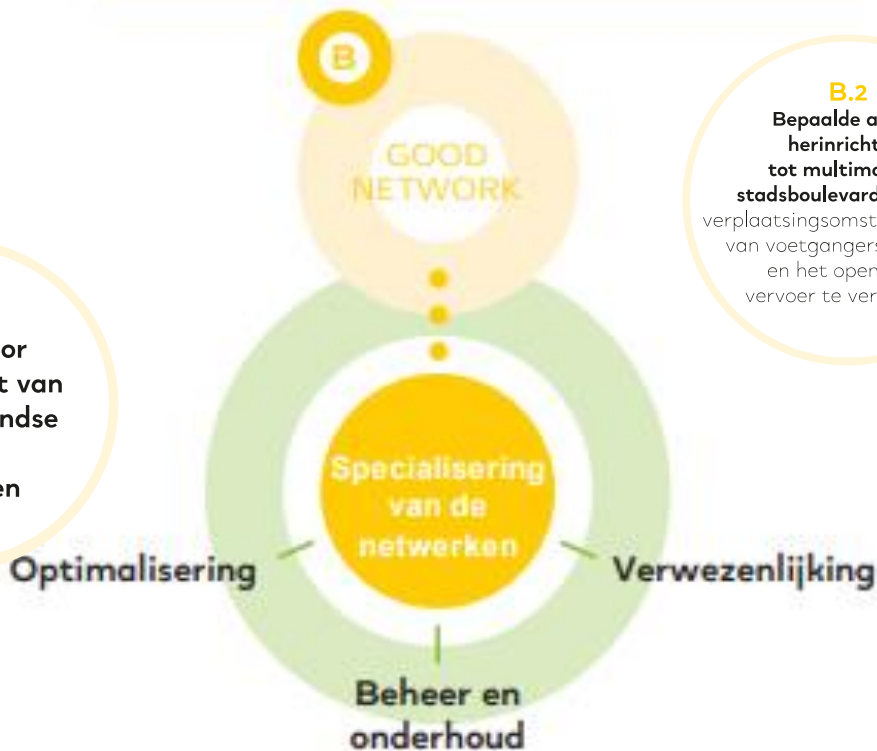 B
GOOD
NETWORK
B.2
Bepaalde a
herinricht
tot multimo
stadsboulevard
verplaatsingsomst
van voetgangers
en het open
vervoer te ver
or
t van
ndse
en
Specialisering
van de
netwerken
Optimalisering
Verwezenlijking
Beheer en
onderhoud